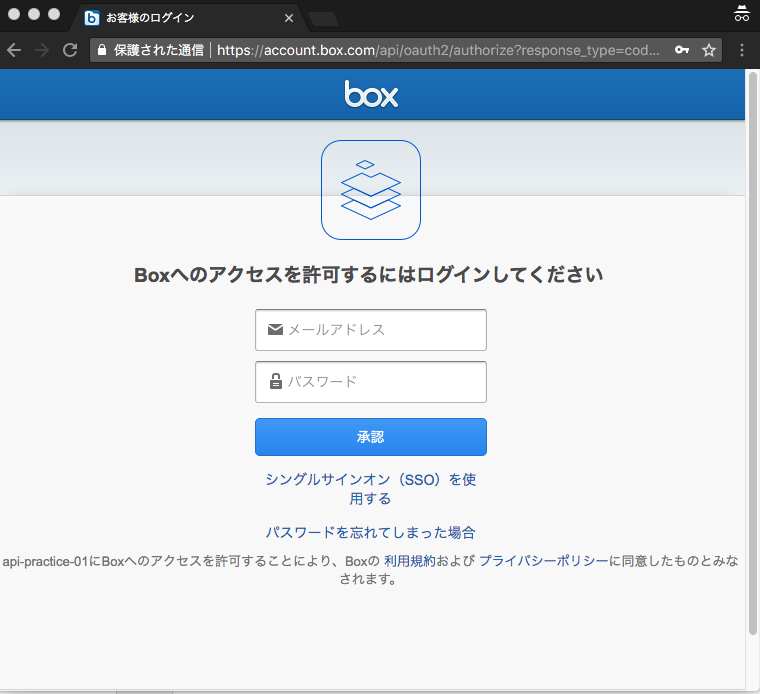 お客様のログイン
保護された通信 | https://account.box.com/api/oauth2/authorize?response_type=cod...
box
Boxへのアクセスを許可するにはログインしてください
メールアドレス
パスワード
承認
シングルサインオン（SSO）を使
用する
パスワードを忘れてしまった場合
api-practice-01にBoxへのアクセスを許可することにより、Boxの 利用規約および プライバシーポリシーに同意したものとみな
されます。